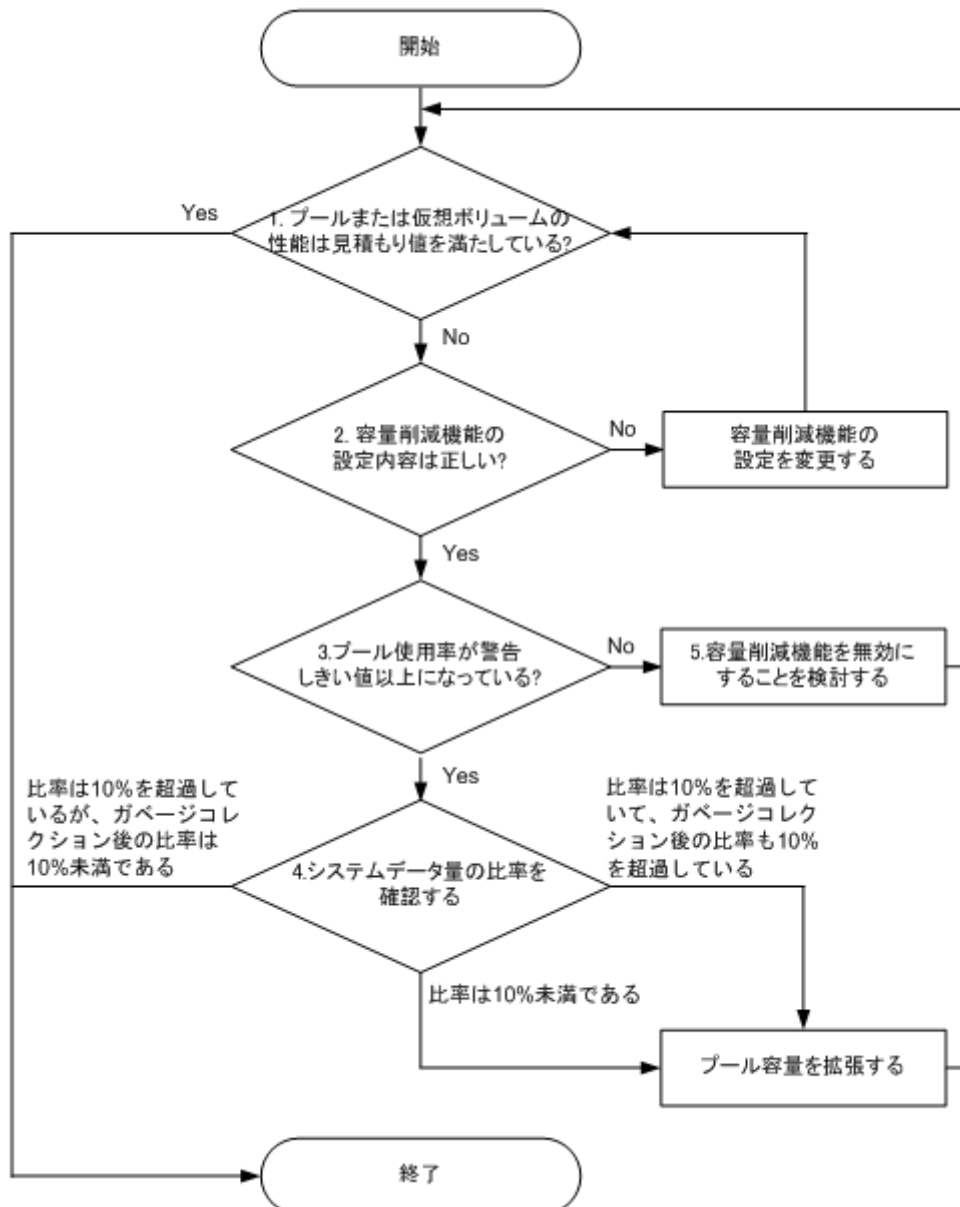 開始
Yes
1. プールまたは仮想ボリュームの
性能は見積もり値を満たしている?
No
2. 容量削減機能の
設定内容は正しい?
No
容量削減機能の
設定を変更する
Yes
3.プール使用率が警告
しきい値以上になっている?
No
5.容量削減機能を無効に
することを検討する
Yes
比率は10%を超過して
いるが、ガベージコレ
クション後の比率は
10%未満である
4.システムデータ量の比率を
確認する
比率は10%を超過して
いて、ガベージコレク
ション後の比率も10%
を超過している
比率は10%未満である
プール容量を拡張する
終了